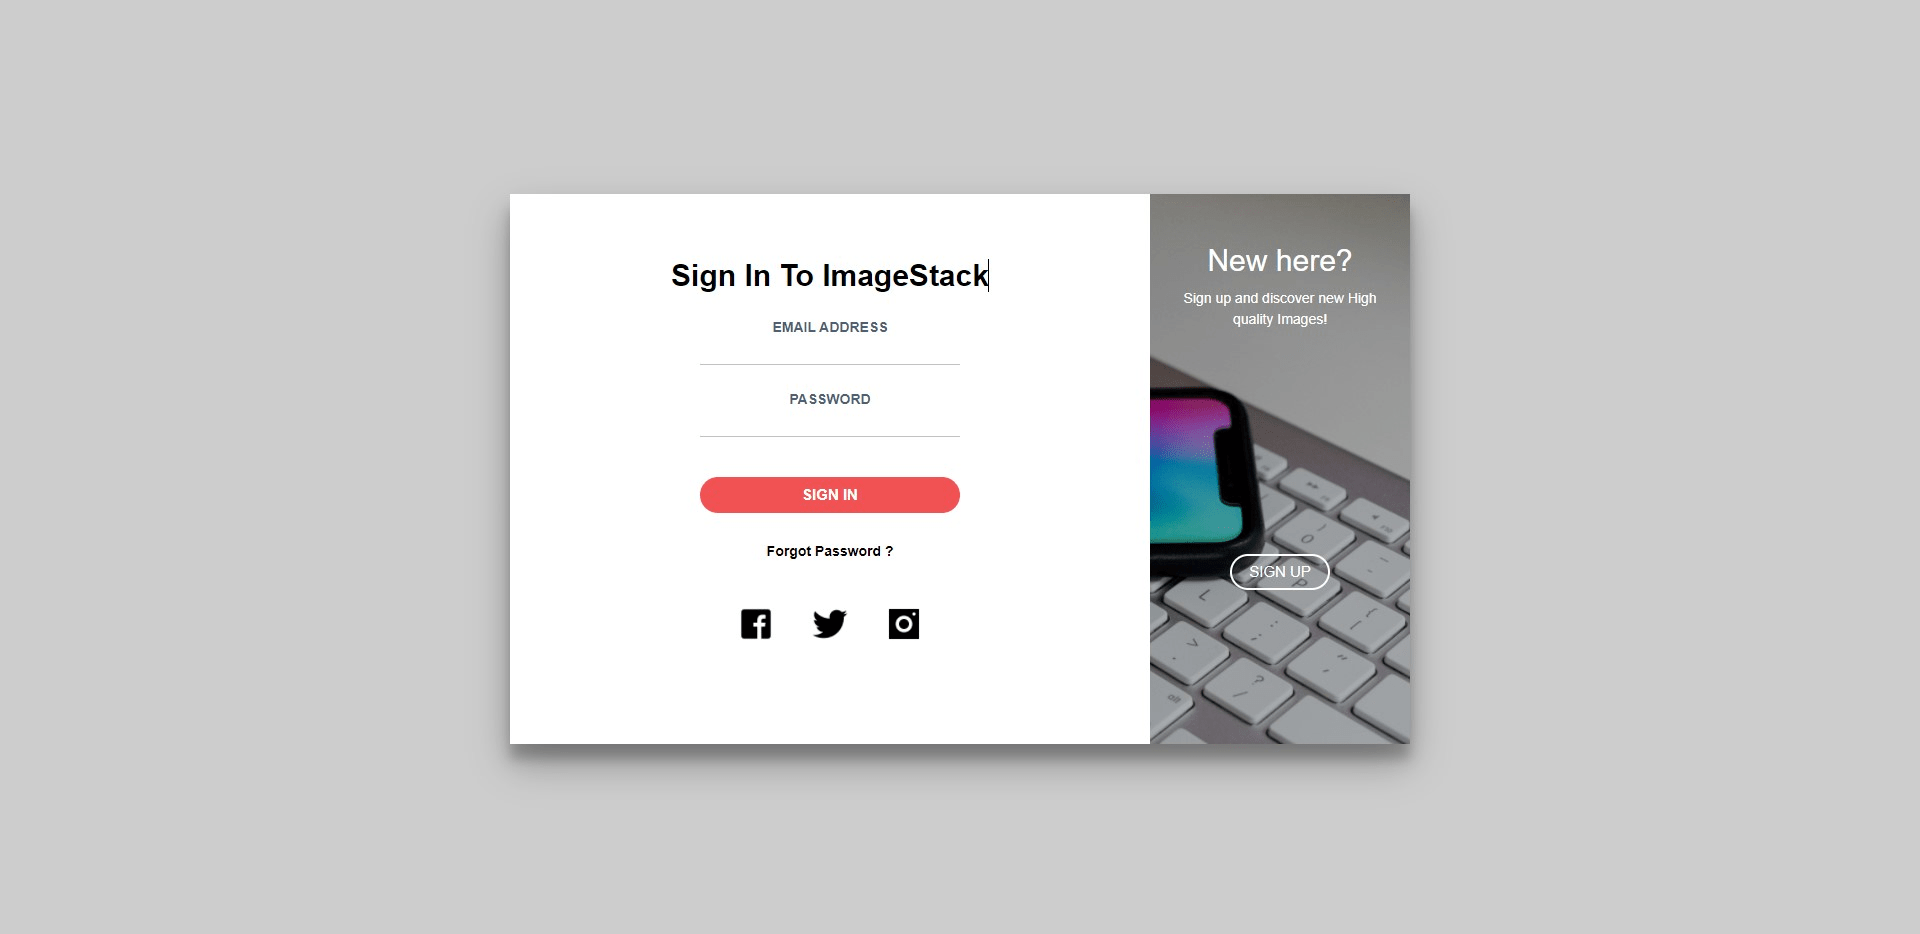 Sign In To ImageStack
EMAIL ADDRESS
PASSWORD
SIGN IN
Forgot Password ?
New here?
Sign up and discover new High
quality Images!
SIGN UP